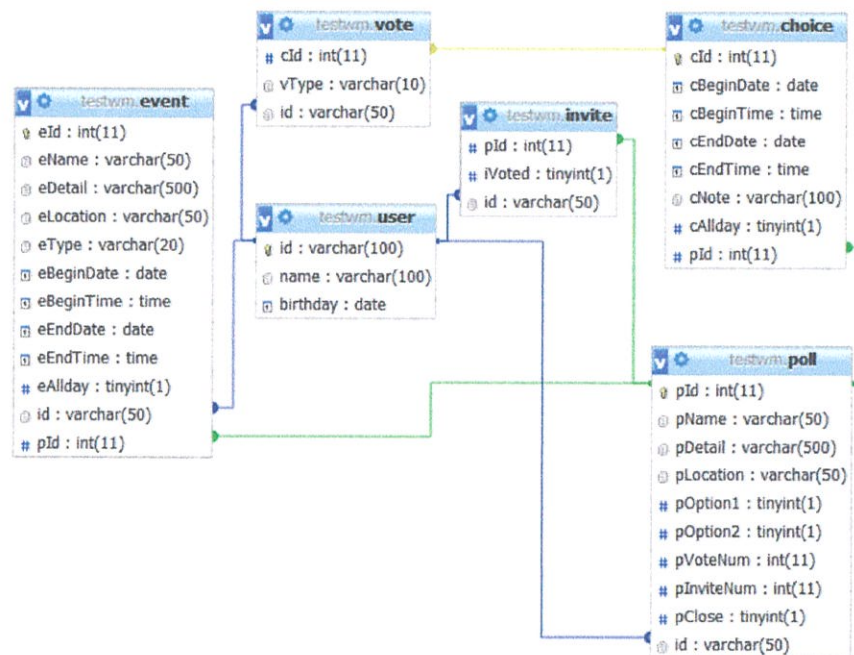 testwm.vote
cId : int(11)
vType : varchar(10)
id : varchar(50)
testwm.choice
cId : int(11)
cBeginDate : date
cBeginTime : time
cEndDate : date
cEndTime : time
cNote : varchar(100)
cAllday : tinyint(1)
pId : int(11)
testwm.event
eId : int(11)
eName : varchar(50)
eDetail : varchar(500)
eLocation : varchar(50)
eType : varchar(20)
eBeginDate : date
eBeginTime : time
eEndDate : date
eEndTime : time
eAllday : tinyint(1)
id : varchar(50)
pId : int(11)
testwm.invite
pId : int(11)
iVoted : tinyint(1)
id : varchar(50)
testwm.user
id : varchar(100)
name : varchar(100)
birthday : date
testwm.poll
pId : int(11)
pName : varchar(50)
pDetail : varchar(500)
pLocation : varchar(50)
pOption1 : tinyint(1)
pOption2 : tinyint(1)
pVoteNum : int(11)
pInviteNum : int(11)
pClose : tinyint(1)
id : varchar(50)